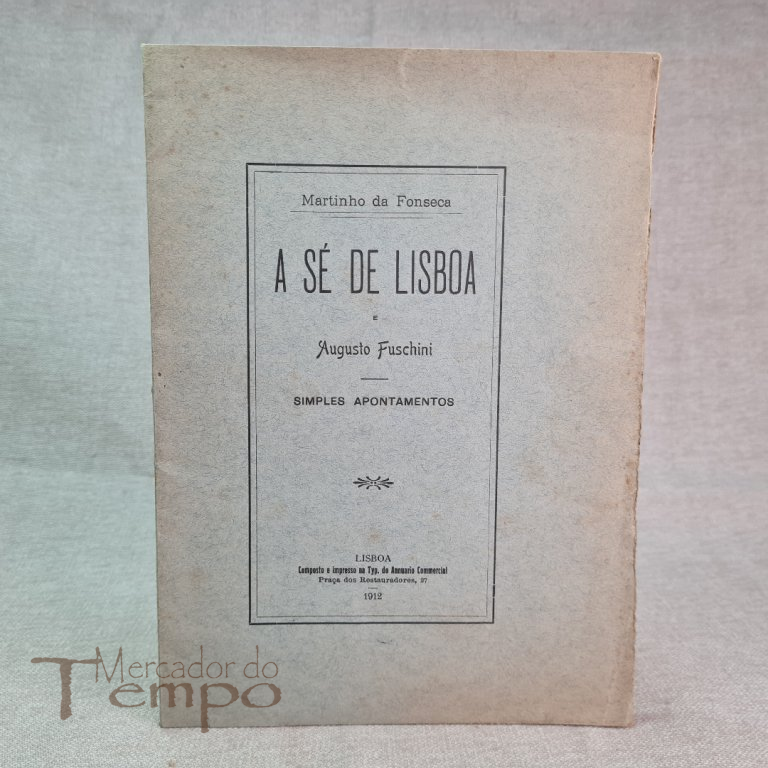 Martinho da Fonseca
A SÉ DE LISBOA
E
Augusto Fuschini
SIMPLES APONTAMENTOS
LISBOA
Composto e impresso na Typ. do Annuario Commercial
Praça dos Restauradores, 27
1912
Mercador do
Tempo